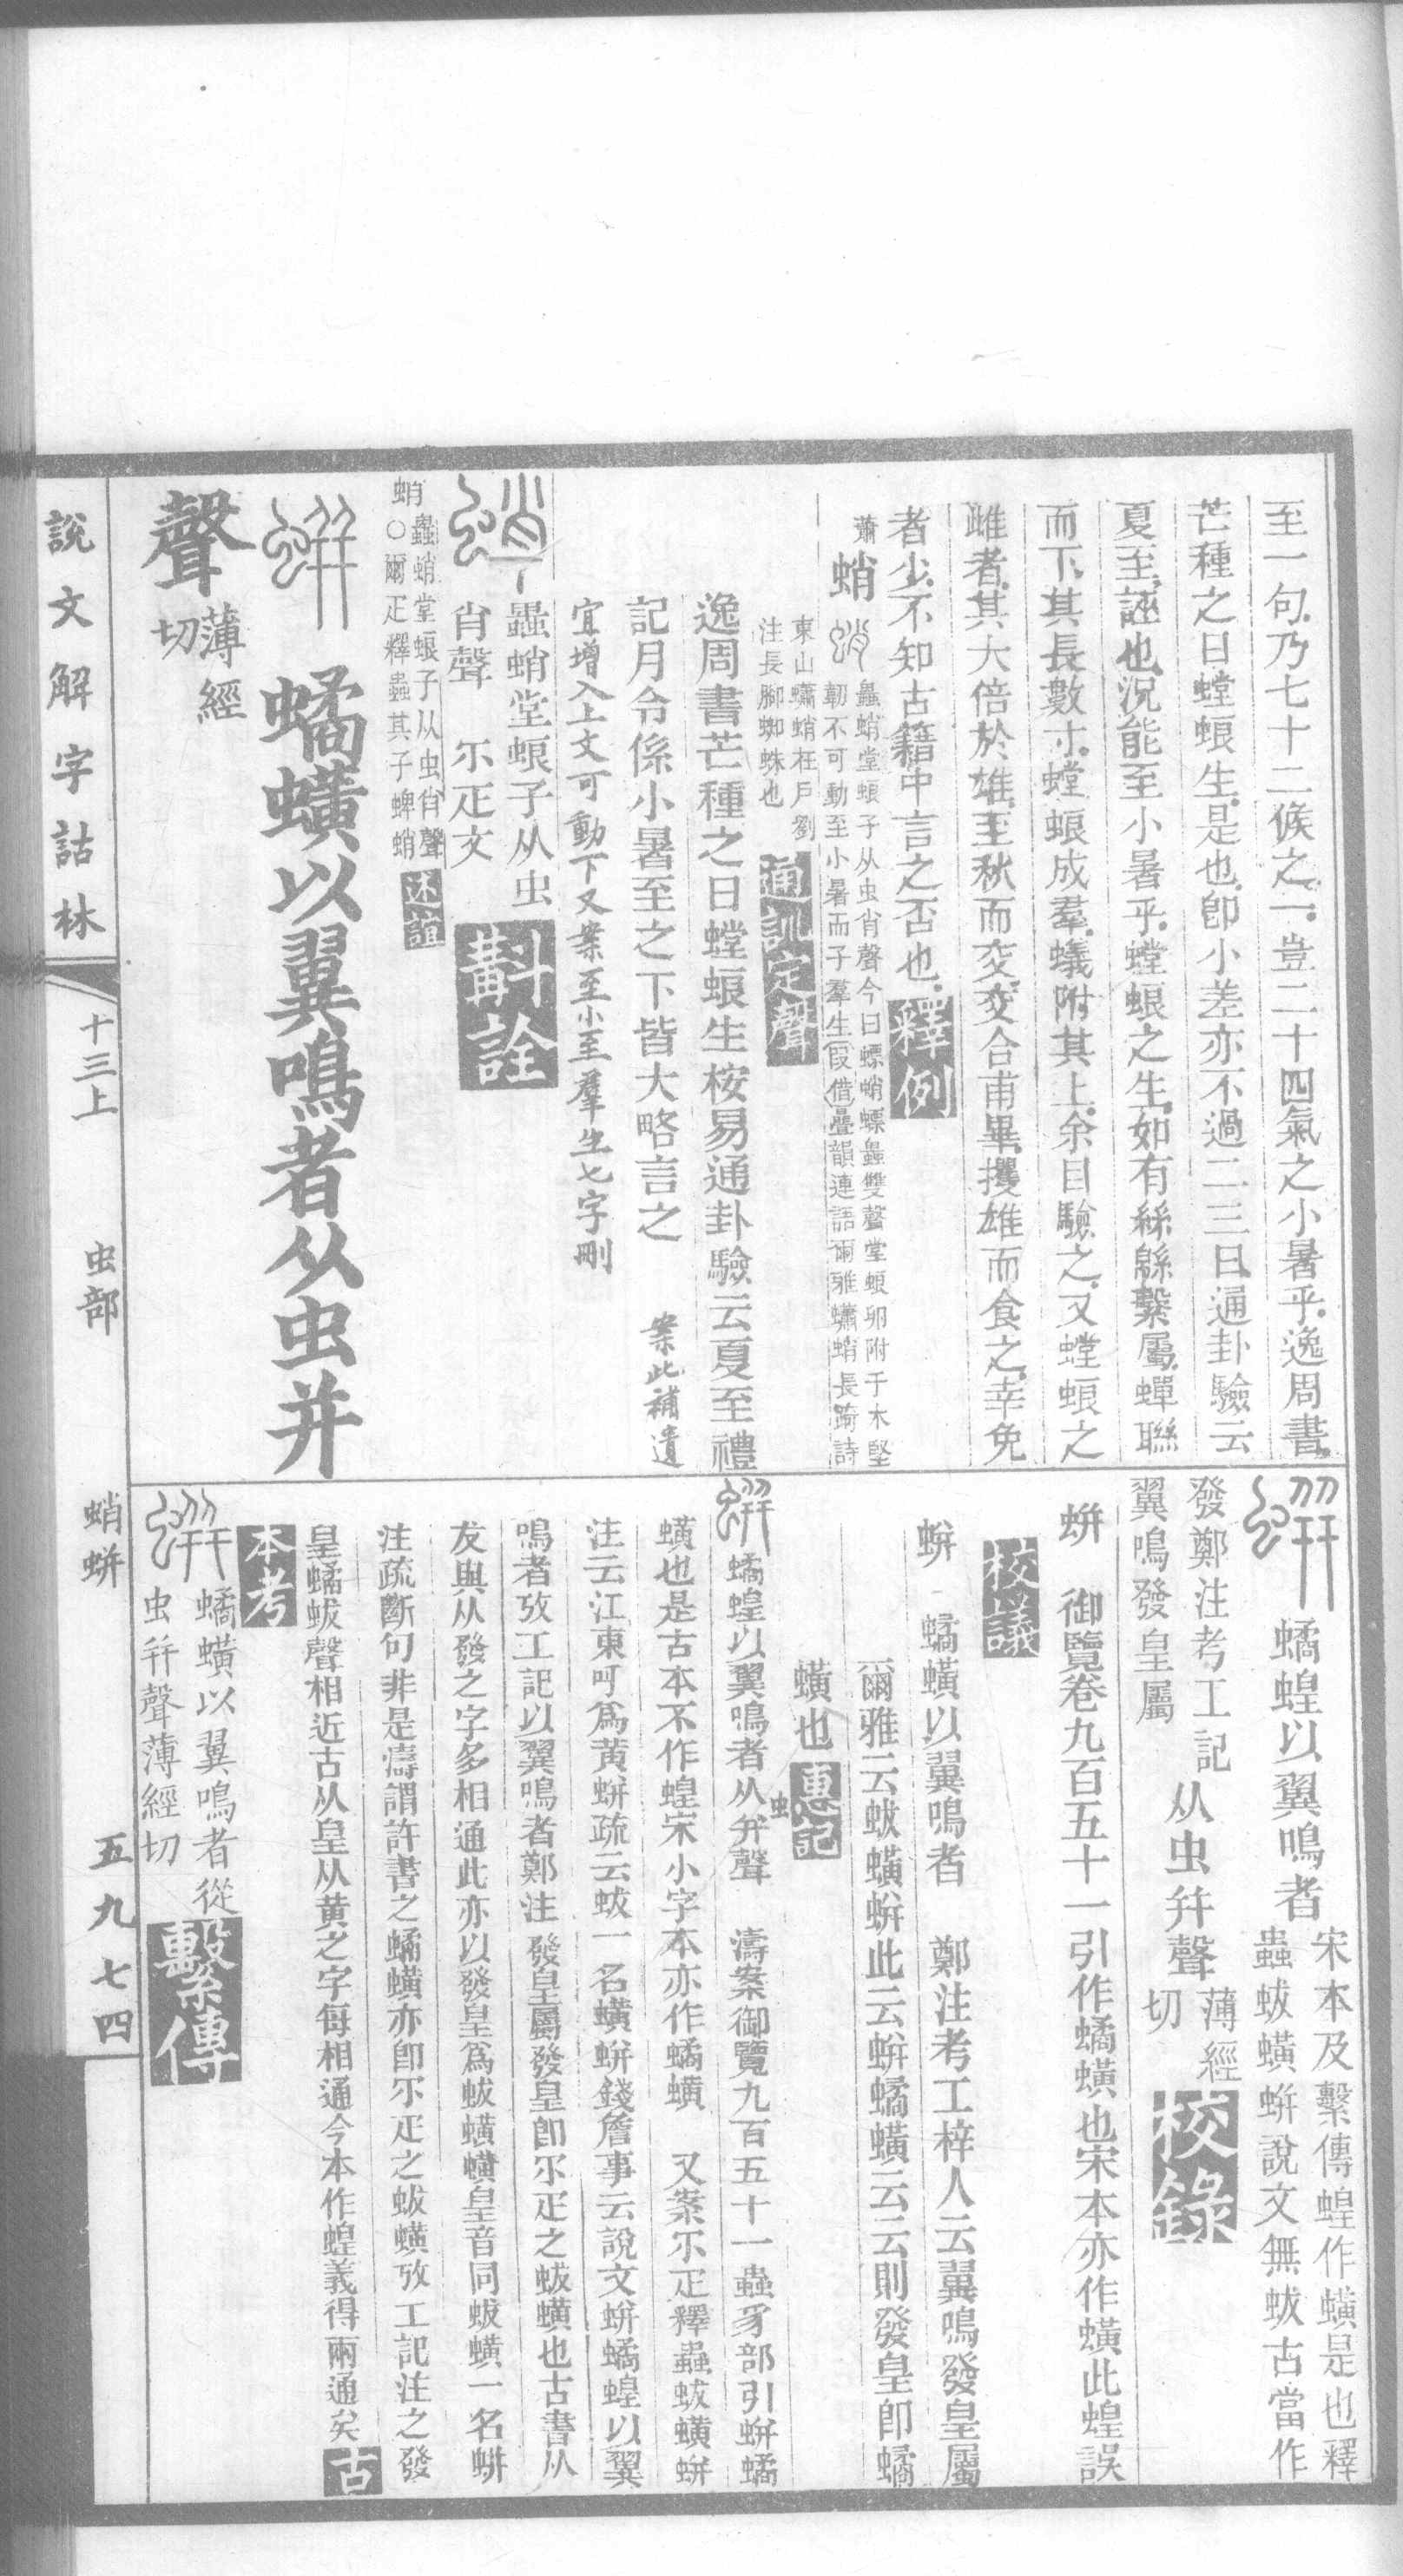 至一旬。乃七十二候之一。豈二十四氣之小暑乎。逸周書。
芒種之日螳蜋生。是也。卽小差亦不過二三日。通卦驗云
夏至。誣也。況能至小暑乎。螳蜋之生。如有絲緜繫屬。蟬聯
而下。其長數寸。螳蜋成羣。蟻附其上。余目驗之。又螳蜋之
雌者。其大倍於雄。至秋而交。交合甫畢。攫雄而食之。幸免
者少。不知古籍中言之否也。釋例
蕭 蛸 蟲蛸堂蜋子从虫肖聲今曰螵蛸螵蟲雙聲堂蜋卵附于木堅
韌不可動至小暑而子羣生(叚借)疊韻連語爾雅蠨蛸長踦詩
東山蠨蛸在戶劉
注長脚蜘蛛也 通訓定聲
逸周書芒種之日螳蜋生桉易通卦驗云夏至禮
記月令係小暑至之下皆大略言之 案此補遺
宜增入上文可動下又案至小至羣生七字刪
蟲蛸堂蜋子从虫
肖聲 尒疋文 斠詮
蟲蛸堂蜋子从虫肖聲
蛸○爾疋釋蟲其子蜱蛸 述誼
蠵蟥以翼鳴者从虫并
聲 薄經
切
蠵蝗以翼鳴者 宋本及繫傳蝗作蟥是也釋
蟲蛂蟥蛢說文無蛂古當作
發鄭注考工記
翼鳴發皇屬 从虫幷聲 薄經
切 校錄
蛢 御覽卷九百五十一引作蟠蟥也宋本亦作蟥此蝗誤
校議
蛢 蟠蟥以翼鳴者 鄭注考工梓人云翼鳴發皇屬
爾雅云蛂蟥蛢此云蛢蟠蟥云云則發皇卽蟠
蟥也 惠記
蟠蝗以翼鳴者从虫幷聲 濤案御覽九百五十一蟲豸部引蛢蟠
蟥也是古本不作蝗宋小字本亦作蟠蟥 又案尒疋釋蟲蛂蟥蛢
注云江東呼爲黄蛢疏云蛂一名蟥蛢錢詹事云說文蛢蟠蝗以翼
鳴者攷工記以翼鳴者鄭注 發皇屬發皇卽尒疋之蛂蟥也古書从
犮與从發之字多相通此亦以發皇爲蛂蟥蟥皇音同蛂蟥一名蛢
注疏斷句非是濤謂許書之蟠蟥亦卽尒疋之蛂蟥攷工記注之發
皇蟠蛂聲相近古从皇从黄之字每相通今本作蝗義得兩通矣 古
本考
蟠蟥以翼鳴者從
虫幷聲薄經切 繫傳
說文解字詁林
十三上
虫部
蛸蛢
五九七四